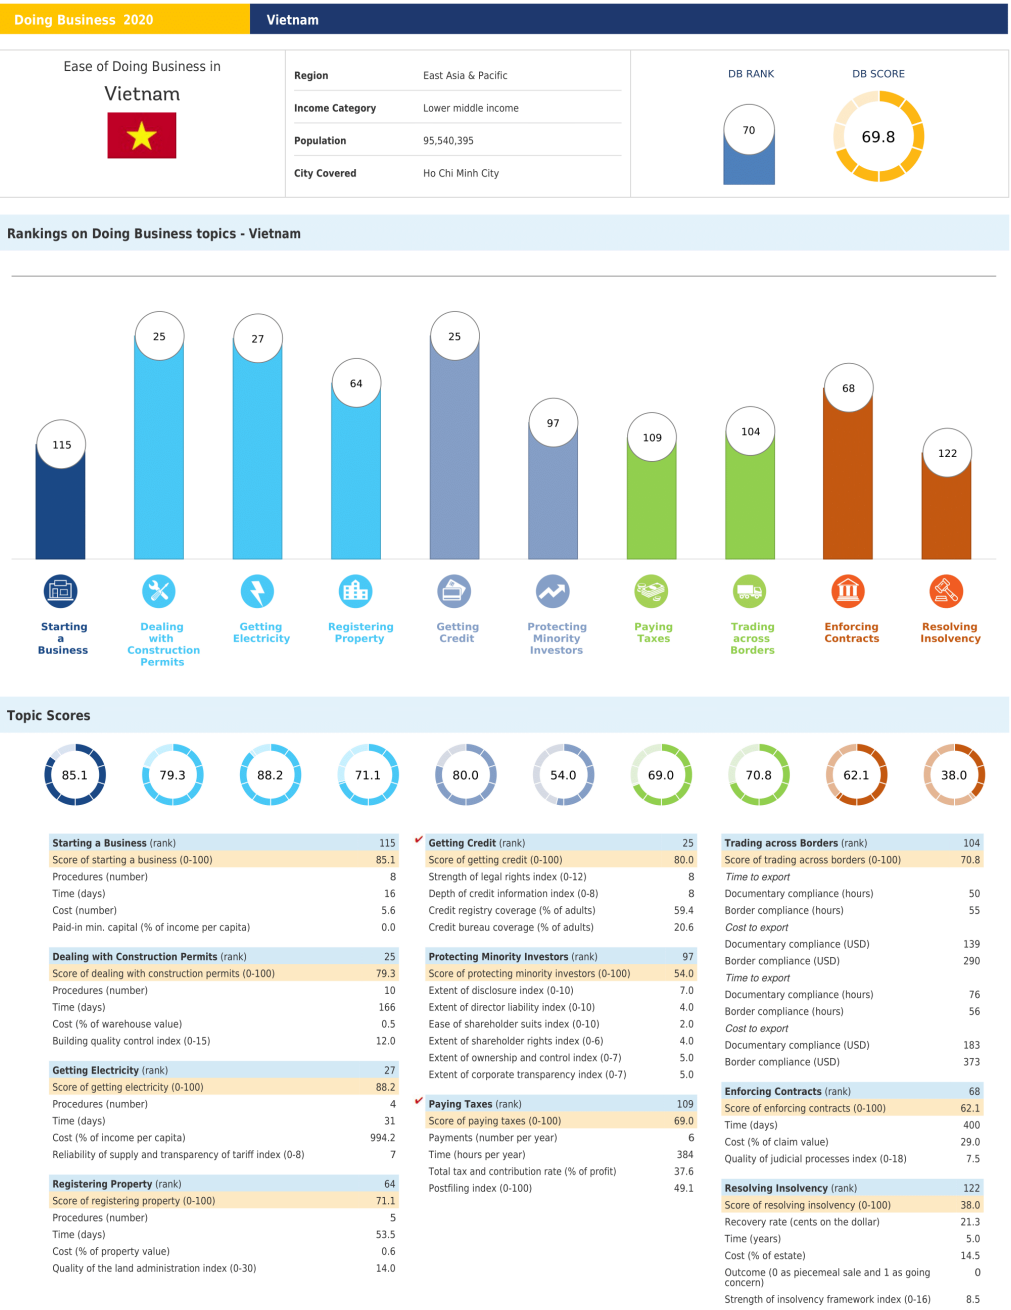 Doing Business 2020
Vietnam
Ease of Doing Business in
Vietnam
Region East Asia & Pacific
Income Category Lower middle income
Population 95,540,395
City Covered Ho Chi Minh City
DB RANK DB SCORE
70 69.8
Rankings on Doing Business topics - Vietnam
115 25 27 64 25 97 109 104 68 122
Starting
a
Business
Dealing
with
Construction
Permits
Getting
Electricity
Registering
Property
Getting
Credit
Protecting
Minority
Investors
Paying
Taxes
Trading
across
Borders
Enforcing
Contracts
Resolving
Insolvency
Topic Scores
85.1 79.3 88.2 71.1 80.0 54.0 69.0 70.8 62.1 38.0
Starting a Business (rank) 115
Score of starting a business (0-100) 85.1
Procedures (number) 8
Time (days) 16
Cost (number) 5.6
Paid-in min. capital (% of income per capita) 0.0
Dealing with Construction Permits (rank) 25
Score of dealing with construction permits (0-100) 79.3
Procedures (number) 10
Time (days) 166
Cost (% of warehouse value) 0.5
Building quality control index (0-15) 12.0
Getting Electricity (rank) 27
Score of getting electricity (0-100) 88.2
Procedures (number) 4
Time (days) 31
Cost (% of income per capita) 994.2
Reliability of supply and transparency of tariff index (0-8) 7
Registering Property (rank) 64
Score of registering property (0-100) 71.1
Procedures (number) 5
Time (days) 53.5
Cost (% of property value) 0.6
Quality of the land administration index (0-30) 14.0
✔ Getting Credit (rank) 25
Score of getting credit (0-100) 80.0
Strength of legal rights index (0-12) 8
Depth of credit information index (0-8) 8
Credit registry coverage (% of adults) 59.4
Credit bureau coverage (% of adults) 20.6
Protecting Minority Investors (rank) 97
Score of protecting minority investors (0-100) 54.0
Extent of disclosure index (0-10) 7.0
Extent of director liability index (0-10) 4.0
Ease of shareholder suits index (0-10) 2.0
Extent of shareholder rights index (0-6) 4.0
Extent of ownership and control index (0-7) 5.0
Extent of corporate transparency index (0-7) 5.0
✔ Paying Taxes (rank) 109
Score of paying taxes (0-100) 69.0
Payments (number per year) 6
Time (hours per year) 384
Total tax and contribution rate (% of profit) 37.6
Postfiling index (0-100) 49.1
Trading across Borders (rank) 104
Score of trading across borders (0-100) 70.8
Time to export
Documentary compliance (hours) 50
Border compliance (hours) 55
Cost to export
Documentary compliance (USD) 139
Border compliance (USD) 290
Time to export
Documentary compliance (hours) 76
Border compliance (hours) 56
Cost to export
Documentary compliance (USD) 183
Border compliance (USD) 373
Enforcing Contracts (rank) 68
Score of enforcing contracts (0-100) 62.1
Time (days) 400
Cost (% of claim value) 29.0
Quality of judicial processes index (0-18) 7.5
Resolving Insolvency (rank) 122
Score of resolving insolvency (0-100) 38.0
Recovery rate (cents on the dollar) 21.3
Time (years) 5.0
Cost (% of estate) 14.5
Outcome (0 as piecemeal sale and 1 as going 0
concern)
Strength of insolvency framework index (0-16) 8.5